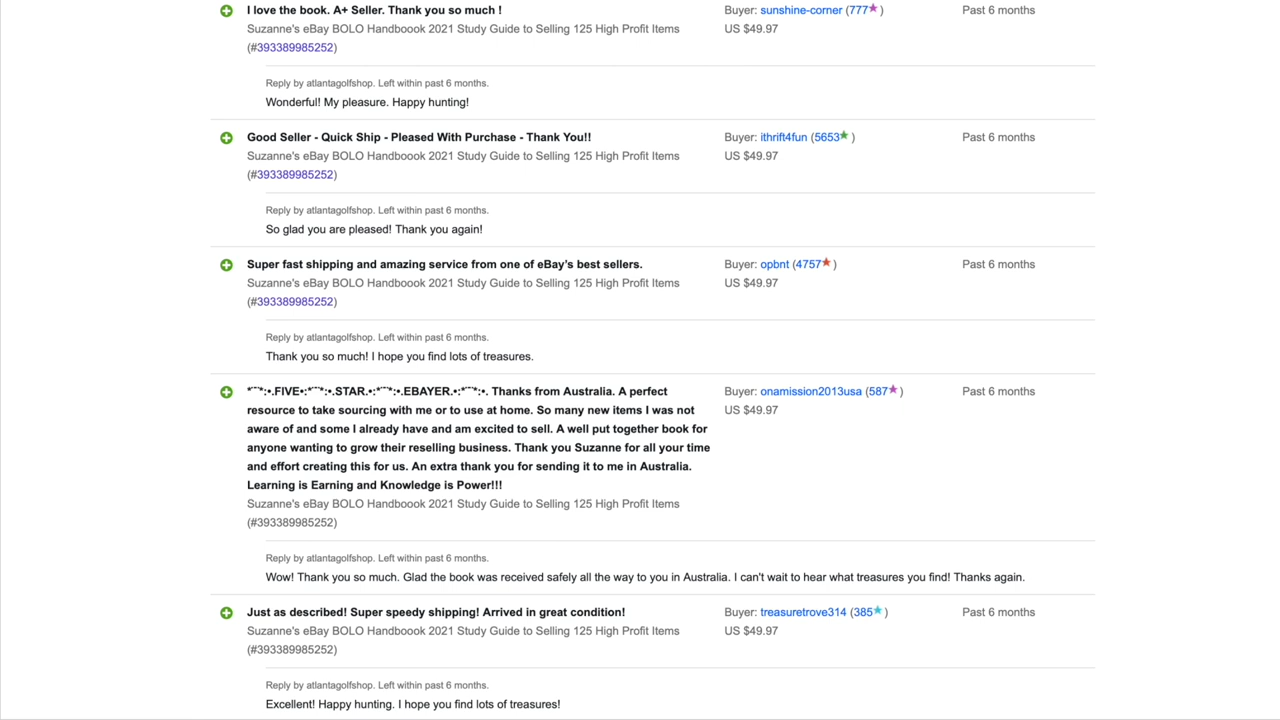 I love the book. A+ Seller. Thank you so much !
Buyer: sunshine-corner (777★)
Past 6 months
Suzanne's eBay BOLO Handboook 2021 Study Guide to Selling 125 High Profit Items
US $49.97
(#393389985252)
Reply by atlantagolfshop. Left within past 6 months.
Wonderful! My pleasure. Happy hunting!
Good Seller - Quick Ship - Pleased With Purchase - Thank You!!
Buyer: ithrift4fun (5653★)
Past 6 months
Suzanne's eBay BOLO Handboook 2021 Study Guide to Selling 125 High Profit Items
US $49.97
(#393389985252)
Reply by atlantagolfshop. Left within past 6 months.
So glad you are pleased! Thank you again!
Super fast shipping and amazing service from one of eBay’s best sellers.
Buyer: opbnt (4757★)
Past 6 months
Suzanne's eBay BOLO Handboook 2021 Study Guide to Selling 125 High Profit Items
US $49.97
(#393389985252)
Reply by atlantagolfshop. Left within past 6 months.
Thank you so much! I hope you find lots of treasures.
*¨¨*:•.FIVE•:*¨¨*:•.STAR.•:*¨¨*:•.EBAYER.•:*¨¨*:•. Thanks from Australia. A perfect
Buyer: onamission2013usa (587★)
Past 6 months
resource to take sourcing with me or to use at home. So many new items I was not
US $49.97
aware of and some I already have and am excited to sell. A well put together book for
anyone wanting to grow their reselling business. Thank you Suzanne for all your time
and effort creating this for us. An extra thank you for sending it to me in Australia.
Learning is Earning and Knowledge is Power!!!
Suzanne's eBay BOLO Handboook 2021 Study Guide to Selling 125 High Profit Items
(#393389985252)
Reply by atlantagolfshop. Left within past 6 months.
Wow! Thank you so much. Glad the book was received safely all the way to you in Australia. I can't wait to hear what treasures you find! Thanks again.
Just as described! Super speedy shipping! Arrived in great condition!
Buyer: treasuretrove314 (385★)
Past 6 months
Suzanne's eBay BOLO Handboook 2021 Study Guide to Selling 125 High Profit Items
US $49.97
(#393389985252)
Reply by atlantagolfshop. Left within past 6 months.
Excellent! Happy hunting. I hope you find lots of treasures!